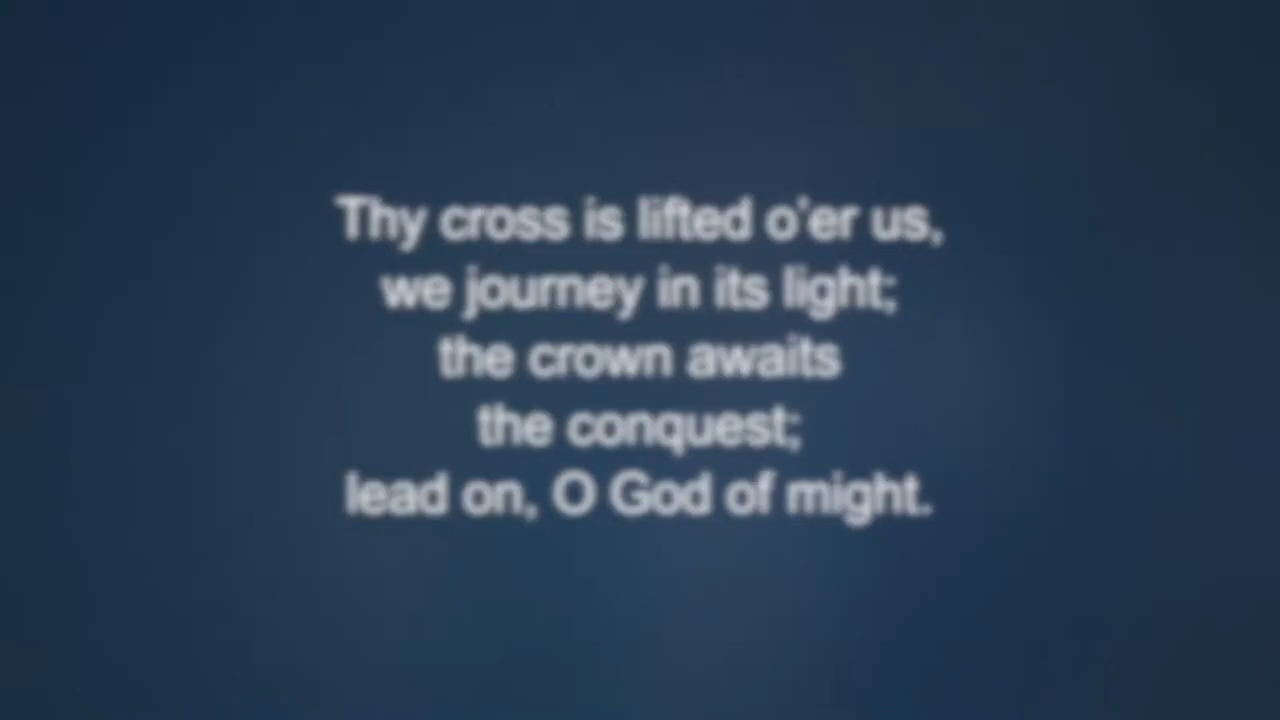 Thy cross is lifted o'er us,
we journey in its light;
the crown awaits
the conquest;
lead on, O God of might.